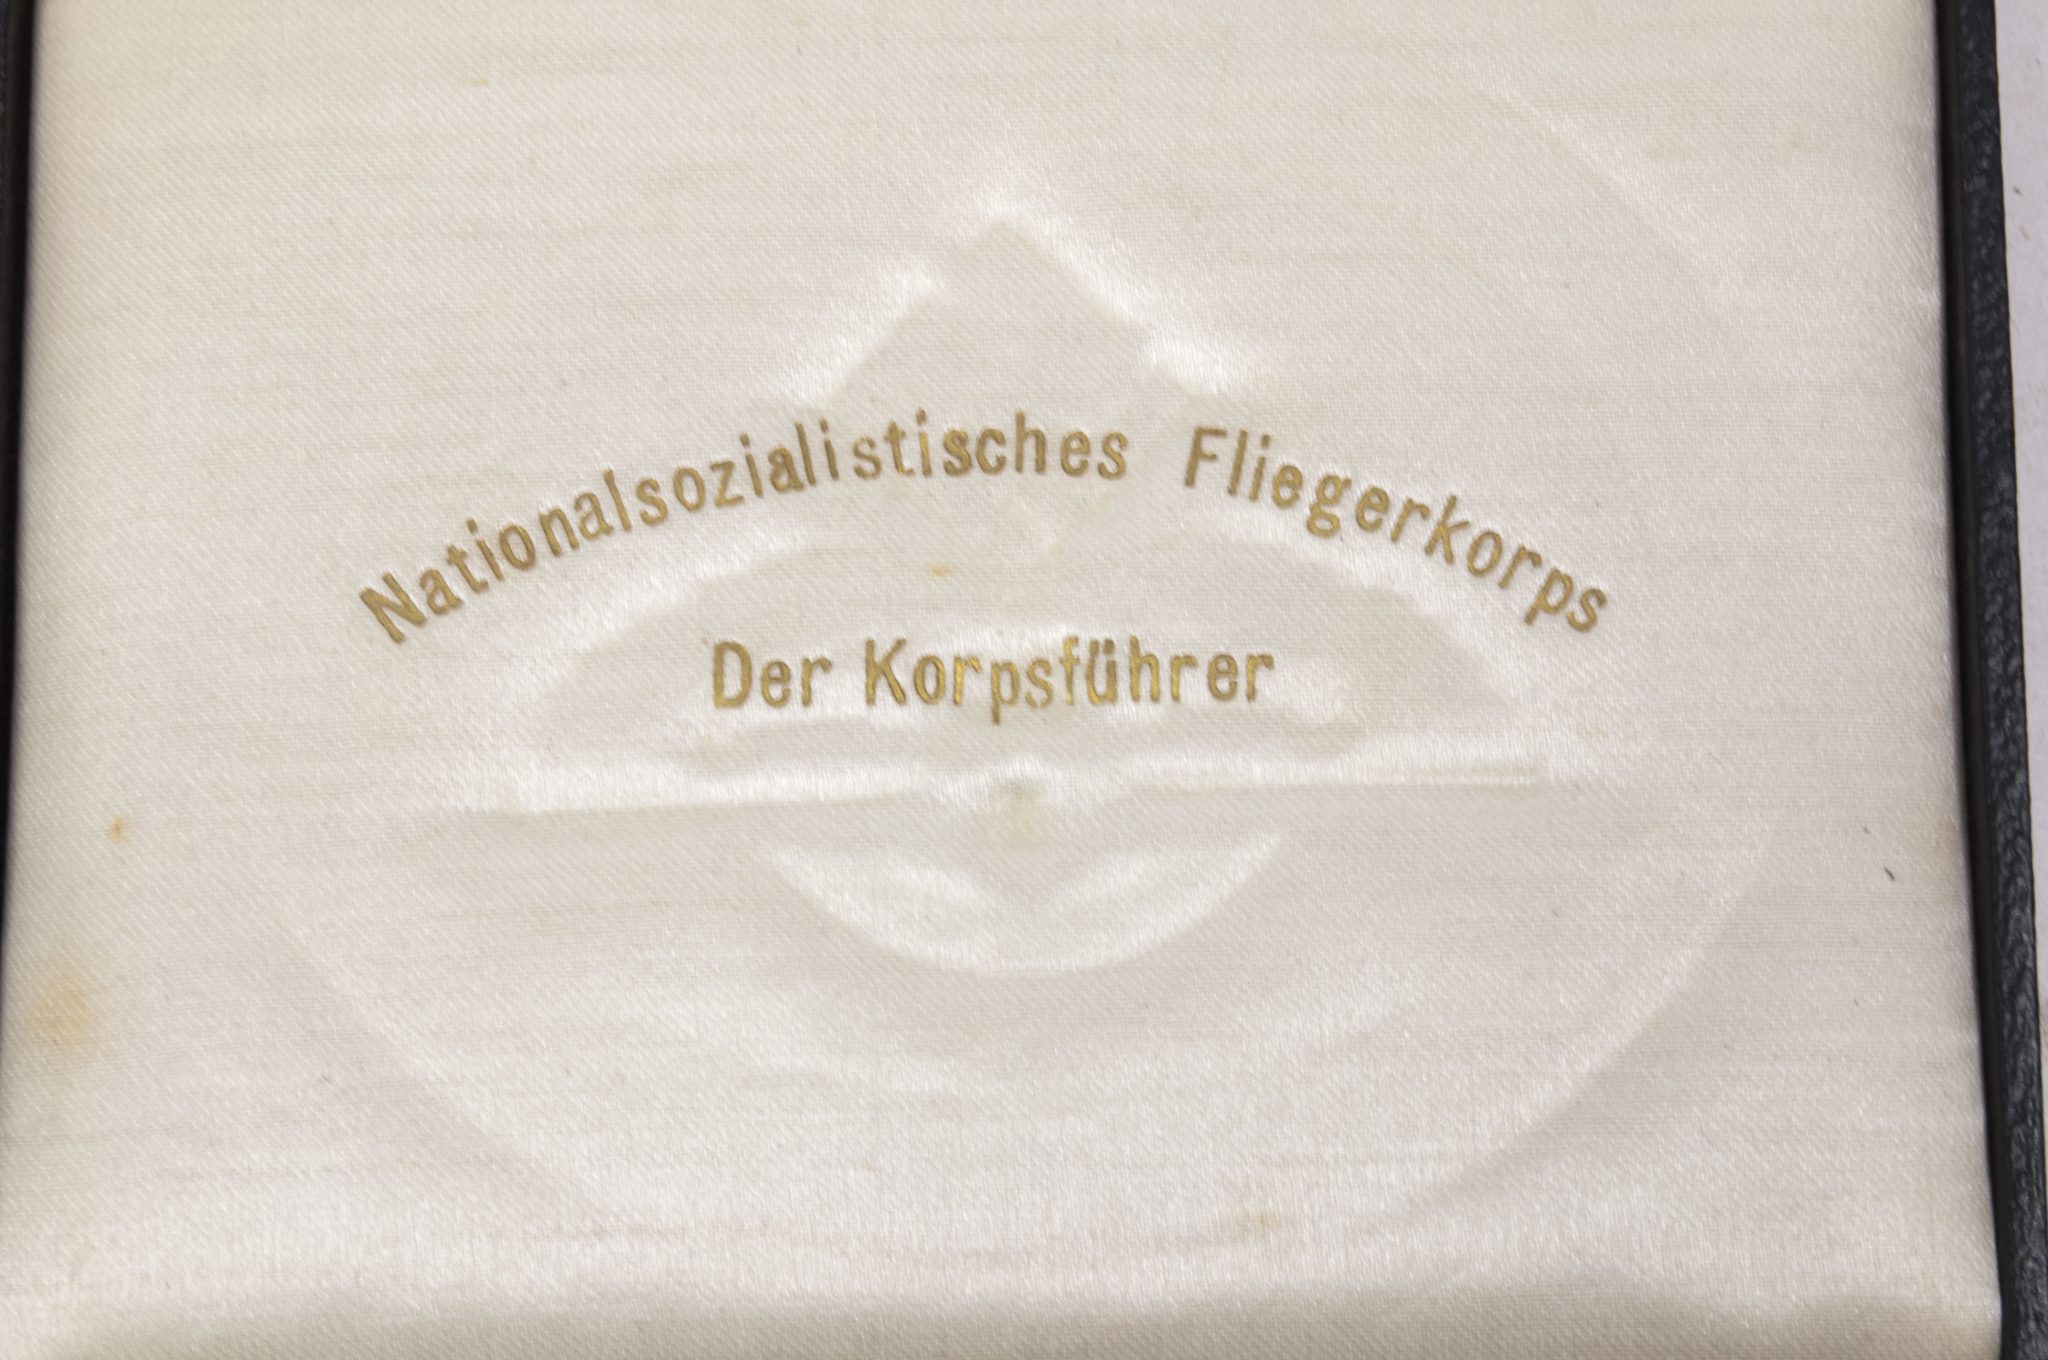 Nationalsozialistisches Fliegerkorps
Der Korpsführer